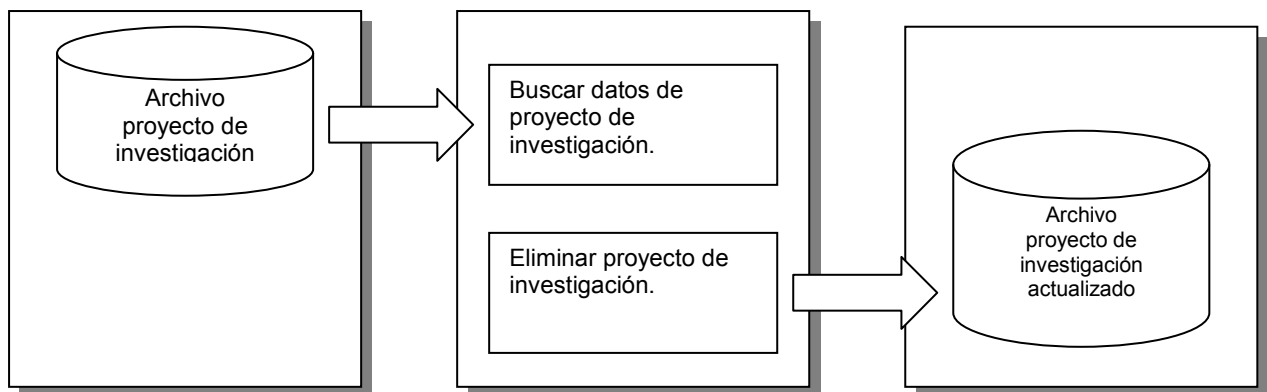 Archivo
proyecto de
investigación
Buscar datos de
proyecto de
investigación.
Eliminar proyecto de
investigación.
Archivo
proyecto de
investigación
actualizado